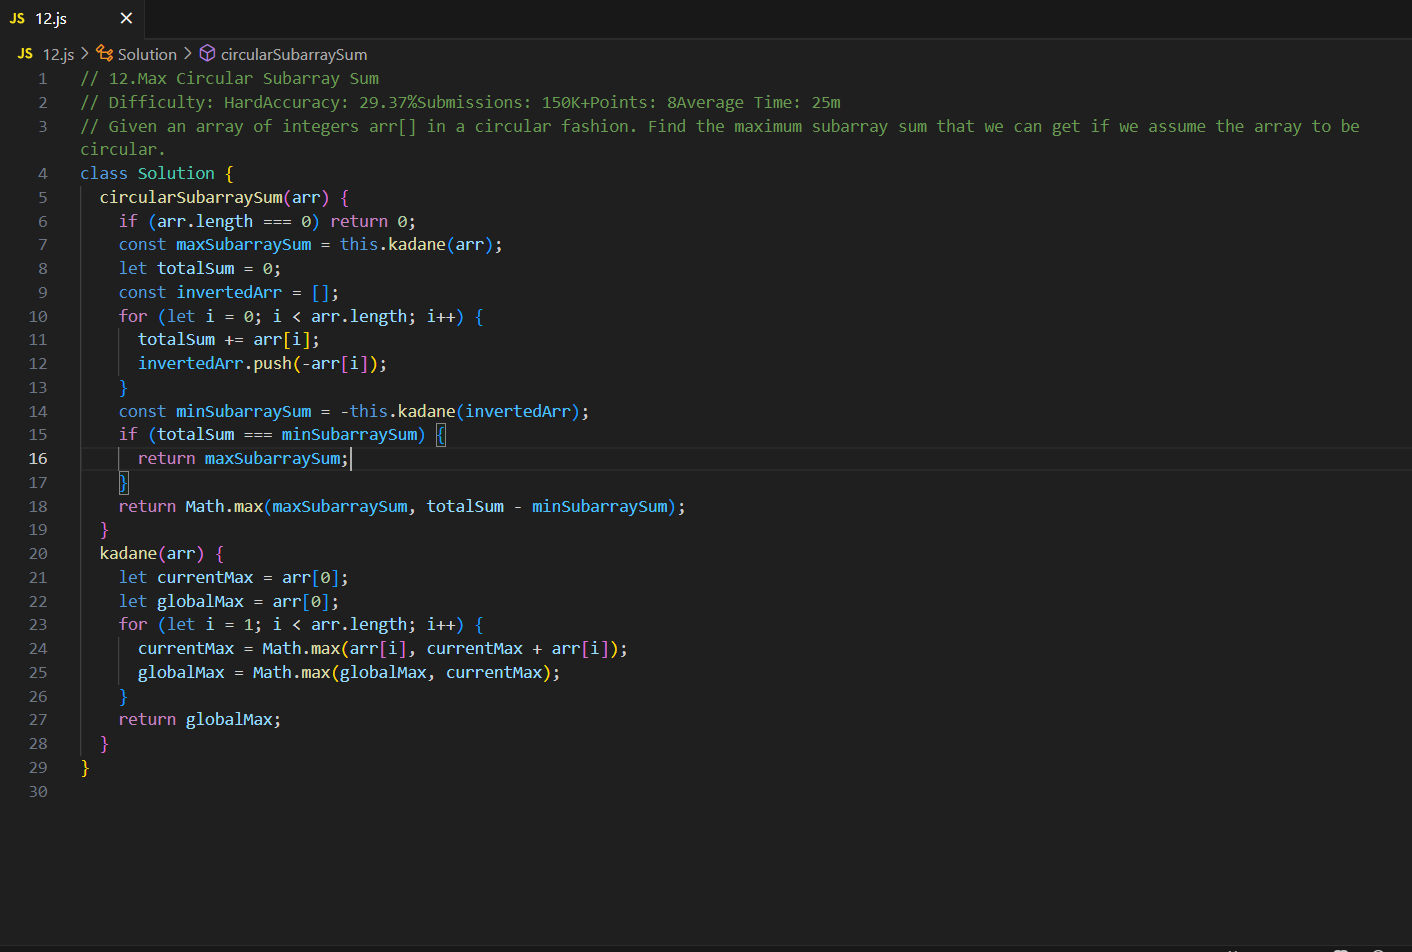 JS 12.js ×
JS 12.js > Solution > circularSubarraySum
1 // 12.Max Circular Subarray Sum
2 // Difficulty: HardAccuracy: 29.37%Submissions: 150K+Points: 8Average Time: 25m
3 // Given an array of integers arr[] in a circular fashion. Find the maximum subarray sum that we can get if we assume the array to be
circular.
4 class Solution {
5   circularSubarraySum(arr) {
6     if (arr.length === 0) return 0;
7     const maxSubarraySum = this.kadane(arr);
8     let totalSum = 0;
9     const invertedArr = [];
10     for (let i = 0; i < arr.length; i++) {
11       totalSum += arr[i];
12       invertedArr.push(-arr[i]);
13     }
14     const minSubarraySum = -this.kadane(invertedArr);
15     if (totalSum === minSubarraySum) {
16       return maxSubarraySum;
17     }
18     return Math.max(maxSubarraySum, totalSum - minSubarraySum);
19   }
20   kadane(arr) {
21     let currentMax = arr[0];
22     let globalMax = arr[0];
23     for (let i = 1; i < arr.length; i++) {
24       currentMax = Math.max(arr[i], currentMax + arr[i]);
25       globalMax = Math.max(globalMax, currentMax);
26     }
27     return globalMax;
28   }
29 }
30